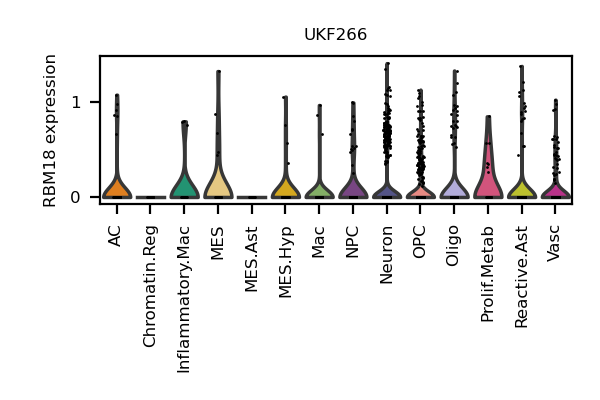 UKF266
RBM18 expression
1
0
AC
Chromatin.Reg
Inflammatory.Mac
MES
MES.Ast
MES.Hyp
Mac
NPC
Neuron
OPC
Oligo
Prolif.Metab
Reactive.Ast
Vasc